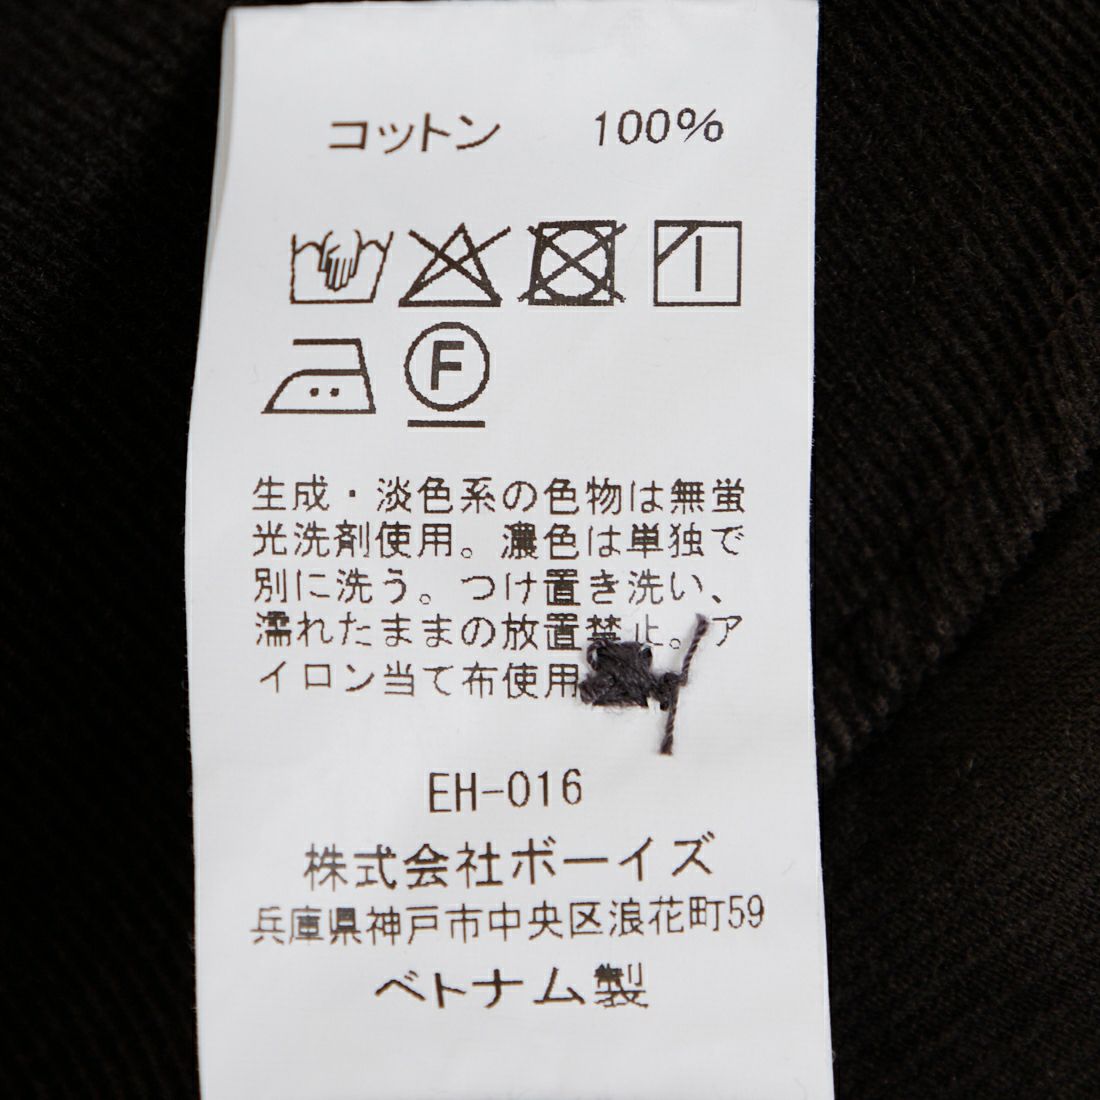 コットン 100%
F
生成・淡色系の色物は無蛍
光洗剤使用。濃色は単独で
別に洗う。つけ置き洗い、
濡れたままの放置禁止。ア
イロン当て布使用
EH-016
株式会社ボーイズ
兵庫県神戸市中央区浪花町59
ベトナム製